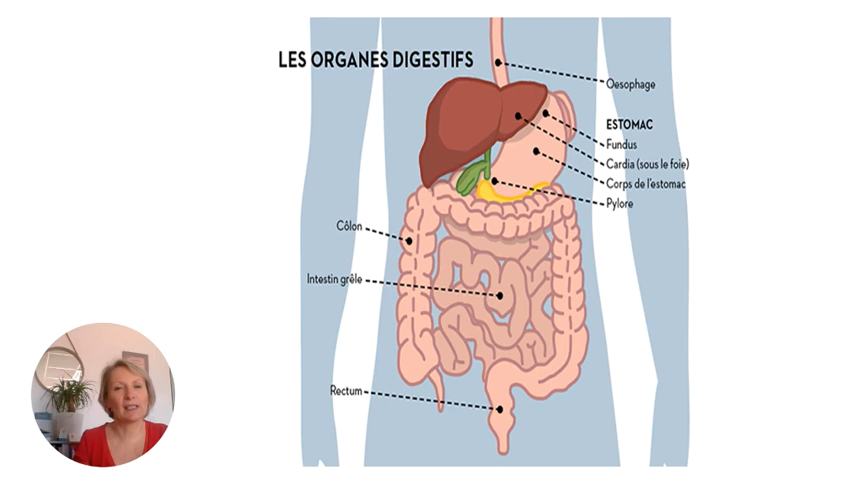 LES ORGANES DIGESTIFS
Oesophage
ESTOMAC
Fundus
Cardia (sous le foie)
Corps de l'estomac
Pylore
Côlon
Intestin grêle
Rectum